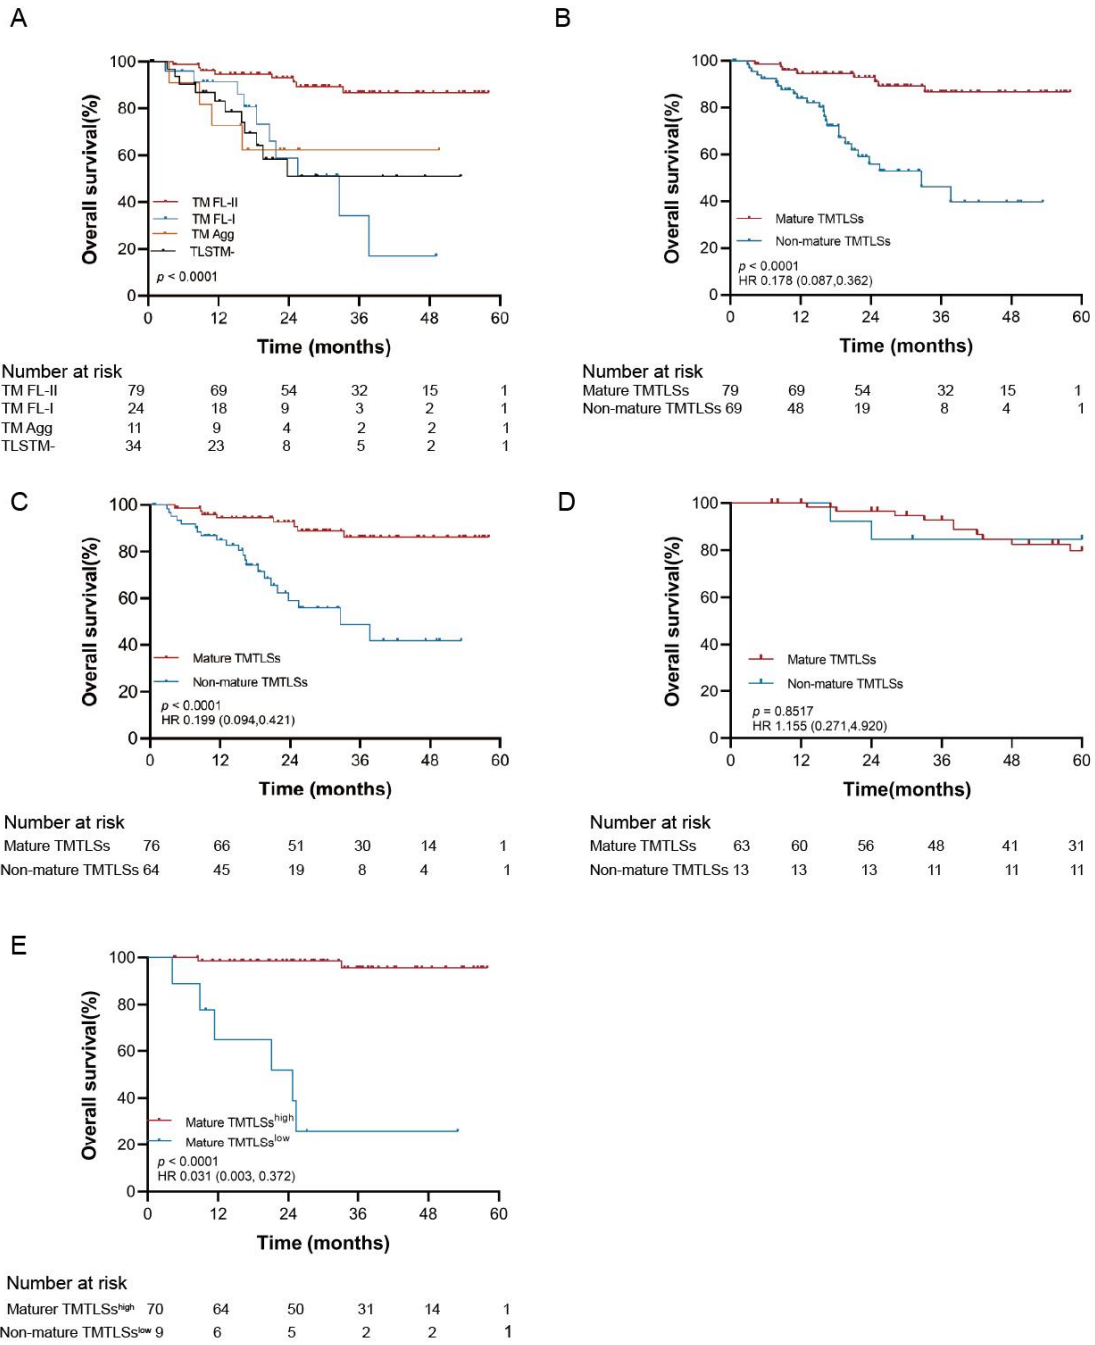 A
Overall survival(%)
100
80
60
40
20
0
TM FL-II
TM FL-I
TM Agg
TLSTM-
p < 0.0001
0 12 24 36 48 60
Time (months)
Number at risk
TM FL-II 79 69 54 32 15 1
TM FL-I 24 18 9 3 2 1
TM Agg 11 9 4 2 2 1
TLSTM- 34 23 8 5 2 1
B
Overall survival(%)
100
80
60
40
20
0
Mature TMTLSs
Non-mature TMTLSs
p < 0.0001
HR 0.178 (0.087,0.362)
0 12 24 36 48 60
Time (months)
Number at risk
Mature TMTLSs 79 69 54 32 15 1
Non-mature TMTLSs 69 48 19 8 4 1
C
Overall survival(%)
100
80
60
40
20
0
Mature TMTLSs
Non-mature TMTLSs
p < 0.0001
HR 0.199 (0.094,0.421)
0 12 24 36 48 60
Time (months)
Number at risk
Mature TMTLSs 76 66 51 30 14 1
Non-mature TMTLSs 64 45 19 8 4 1
D
Overall survival(%)
100
80
60
40
20
0
Mature TMTLSs
Non-mature TMTLSs
p = 0.8517
HR 1.155 (0.271,4.920)
0 12 24 36 48 60
Time(months)
Number at risk
Mature TMTLSs 63 60 56 48 41 31
Non-mature TMTLSs 13 13 13 11 11 11
E
Overall survival(%)
100
80
60
40
20
0
Mature TMTLSs^high
Mature TMTLSs^low
p < 0.0001
HR 0.031 (0.003, 0.372)
0 12 24 36 48 60
Time (months)
Number at risk
Maturer TMTLSs^high 70 64 50 31 14 1
Non-mature TMTLSs^low 9 6 5 2 2 1